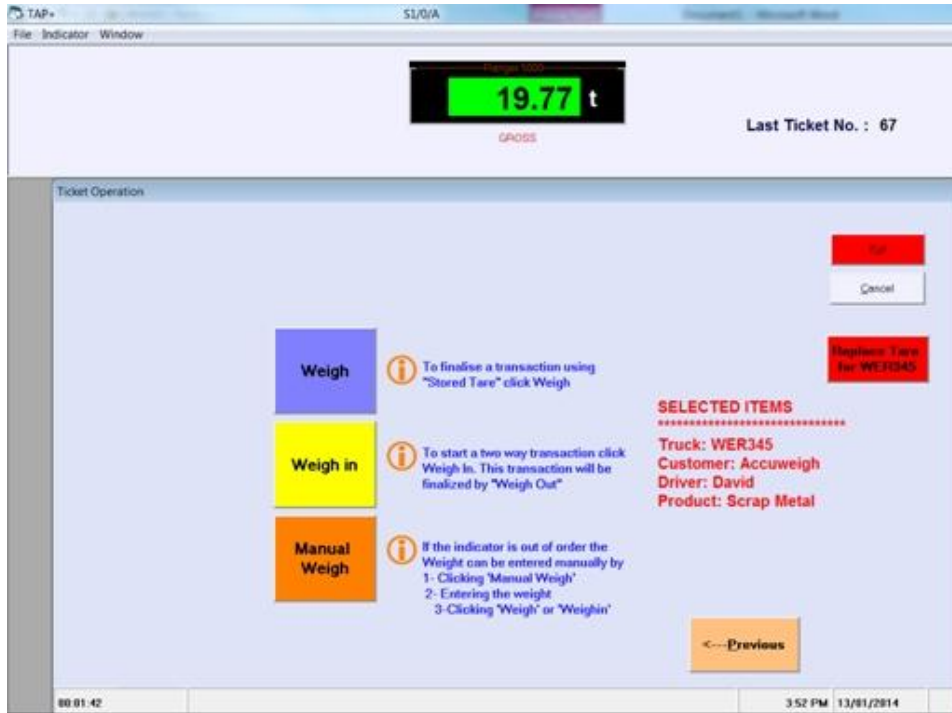 TAP+
S1/0/A
File Indicator Window
Ranger 5000
19.77 t
GROSS
Last Ticket No. : 67
Ticket Operation
Cancel
Replace Tare
for WER345
Weigh
To finalise a transaction using
"Stored Tare" click Weigh
Weigh in
To start a two way transaction click
Weigh In. This transaction will be
finalized by "Weigh Out"
Manual
Weigh
If the indicator is out of order the
Weight can be entered manually by
1- Clicking 'Manual Weigh'
2- Entering the weight
3-Clicking 'Weigh' or 'Weighin'
SELECTED ITEMS
******************************
Truck: WER345
Customer: Accuweigh
Driver: David
Product: Scrap Metal
<---Previous
00:01:42
3:52 PM 13/01/2014